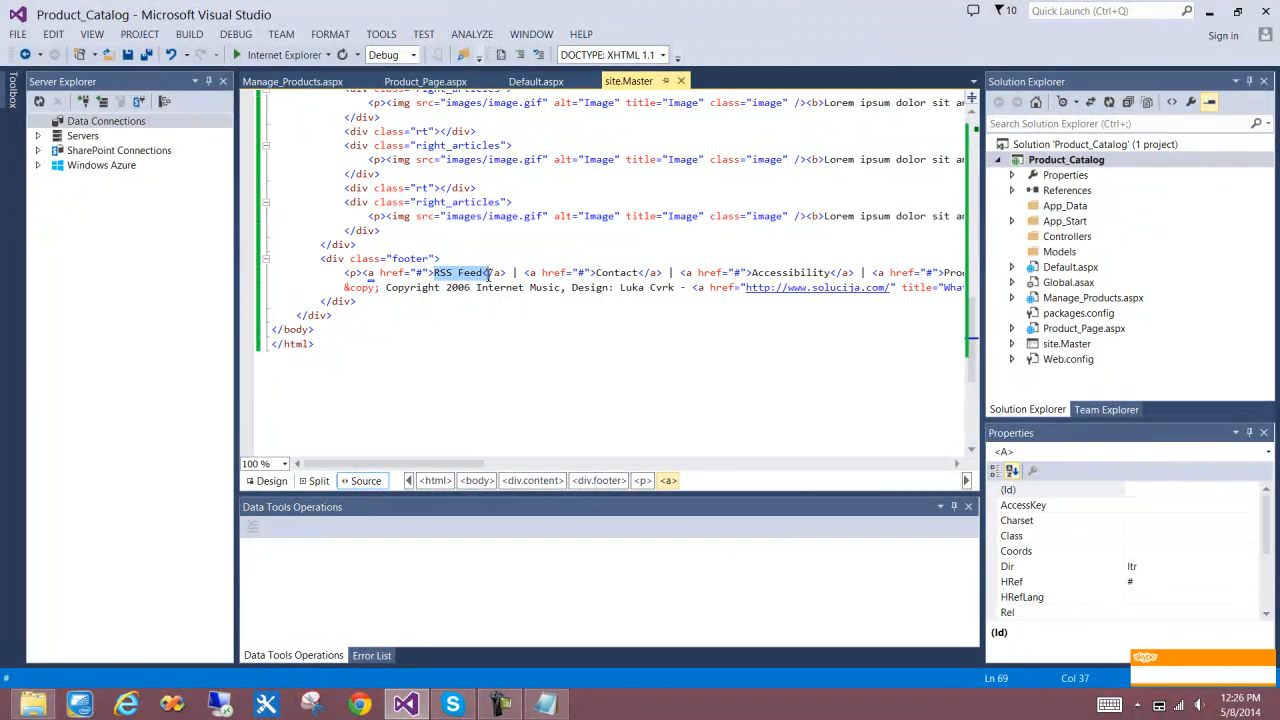 Product_Catalog - Microsoft Visual Studio
10
Quick Launch (Ctrl+Q)
FILE EDIT VIEW PROJECT BUILD DEBUG TEAM TOOLS FORMAT TEST ANALYZE WINDOW HELP
Sign in
Internet Explorer
Debug
DOCTYPE: XHTML 1.1
Toolbox
Server Explorer
Data Connections
Servers
SharePoint Connections
Windows Azure
Manage_Products.aspx Product_Page.aspx Default.aspx site.Master
<div class="right_articles">
<p><img src="images/image.gif" alt="Image" title="Image" class="image" /><b>Lorem ipsum dolor sit am
</div>
<div class="rt"></div>
<div class="right_articles">
<p><img src="images/image.gif" alt="Image" title="Image" class="image" /><b>Lorem ipsum dolor sit am
</div>
<div class="rt"></div>
<div class="right_articles">
<p><img src="images/image.gif" alt="Image" title="Image" class="image" /><b>Lorem ipsum dolor sit am
</div>
</div>
<div class="footer">
<p><a href="#">RSS Feed</a> | <a href="#">Contact</a> | <a href="#">Accessibility</a> | <a href="#">Pro
&copy; Copyright 2006 Internet Music, Design: Luka Cvrk - <a href="http://www.solucija.com/" title="What
</div>
</div>
</body>
</html>
100 %
Design Split Source
<html> <body> <div.content> <div.footer> <p> <a>
Data Tools Operations
Data Tools Operations Error List
Solution Explorer
Search Solution Explorer (Ctrl+;)
Solution 'Product_Catalog' (1 project)
Product_Catalog
Properties
References
App_Data
App_Start
Controllers
Models
Default.aspx
Global.asax
Manage_Products.aspx
packages.config
Product_Page.aspx
site.Master
Web.config
Solution Explorer Team Explorer
Properties
<A>
(Id)
AccessKey
Charset
Class
Coords
Dir ltr
HRef #
HRefLang
Rel
(Id)
skype
#
Ln 69 Col 37
12:26 PM
5/8/2014